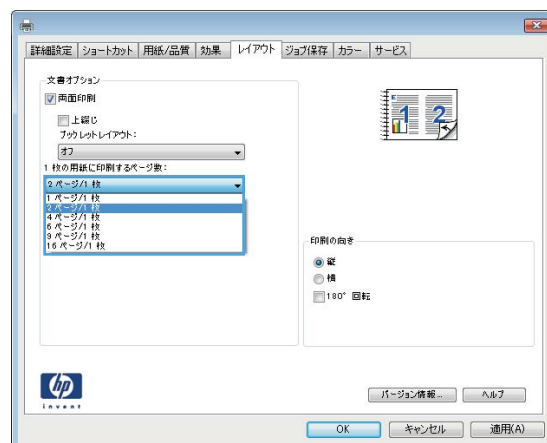 詳細設定 ショートカット 用紙/品質 効果 レイアウト ジョブ保存 カラー サービス
文書オプション
両面印刷
上綴じ
ブックレットレイアウト:
オフ
1 枚の用紙に印刷するページ数:
2 ページ/1 枚
1 ページ/1 枚
2 ページ/1 枚
4 ページ/1 枚
6 ページ/1 枚
9 ページ/1 枚
16 ページ/1 枚
1 2
印刷の向き
縦
横
180° 回転
hp
invent
バージョン情報... ヘルプ
OK キャンセル 適用(A)